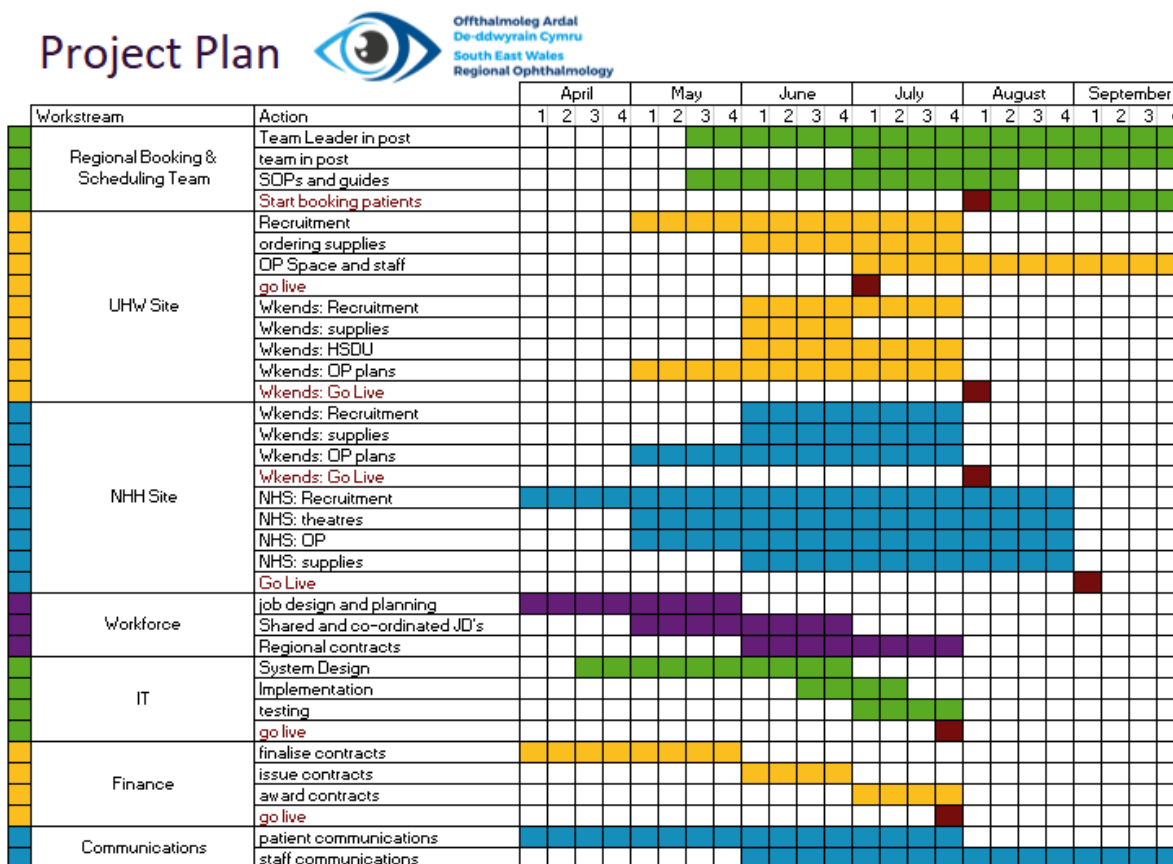 Project Plan
Offthalmoleg Ardal
De-ddwyrain Cymru
South East Wales
Regional Ophthalmology
April May June July August September
Workstream Action 1 2 3 4 1 2 3 4 1 2 3 4 1 2 3 4 1 2 3 4 1 2 3
Regional Booking & Scheduling Team
Team Leader in post
team in post
SOPs and guides
Start booking patients
UHW Site
Recruitment
ordering supplies
OP Space and staff
go live
Wkends: Recruitment
Wkends: supplies
Wkends: HSDU
Wkends: OP plans
Wkends: Go Live
NHH Site
Wkends: Recruitment
Wkends: supplies
Wkends: OP plans
Wkends: Go Live
NHS: Recruitment
NHS: theatres
NHS: OP
NHS: supplies
Go Live
Workforce
job design and planning
Shared and co-ordinated JD's
Regional contracts
IT
System Design
Implementation
testing
go live
Finance
finalise contracts
issue contracts
award contracts
go live
Communications
patient communications
staff communications